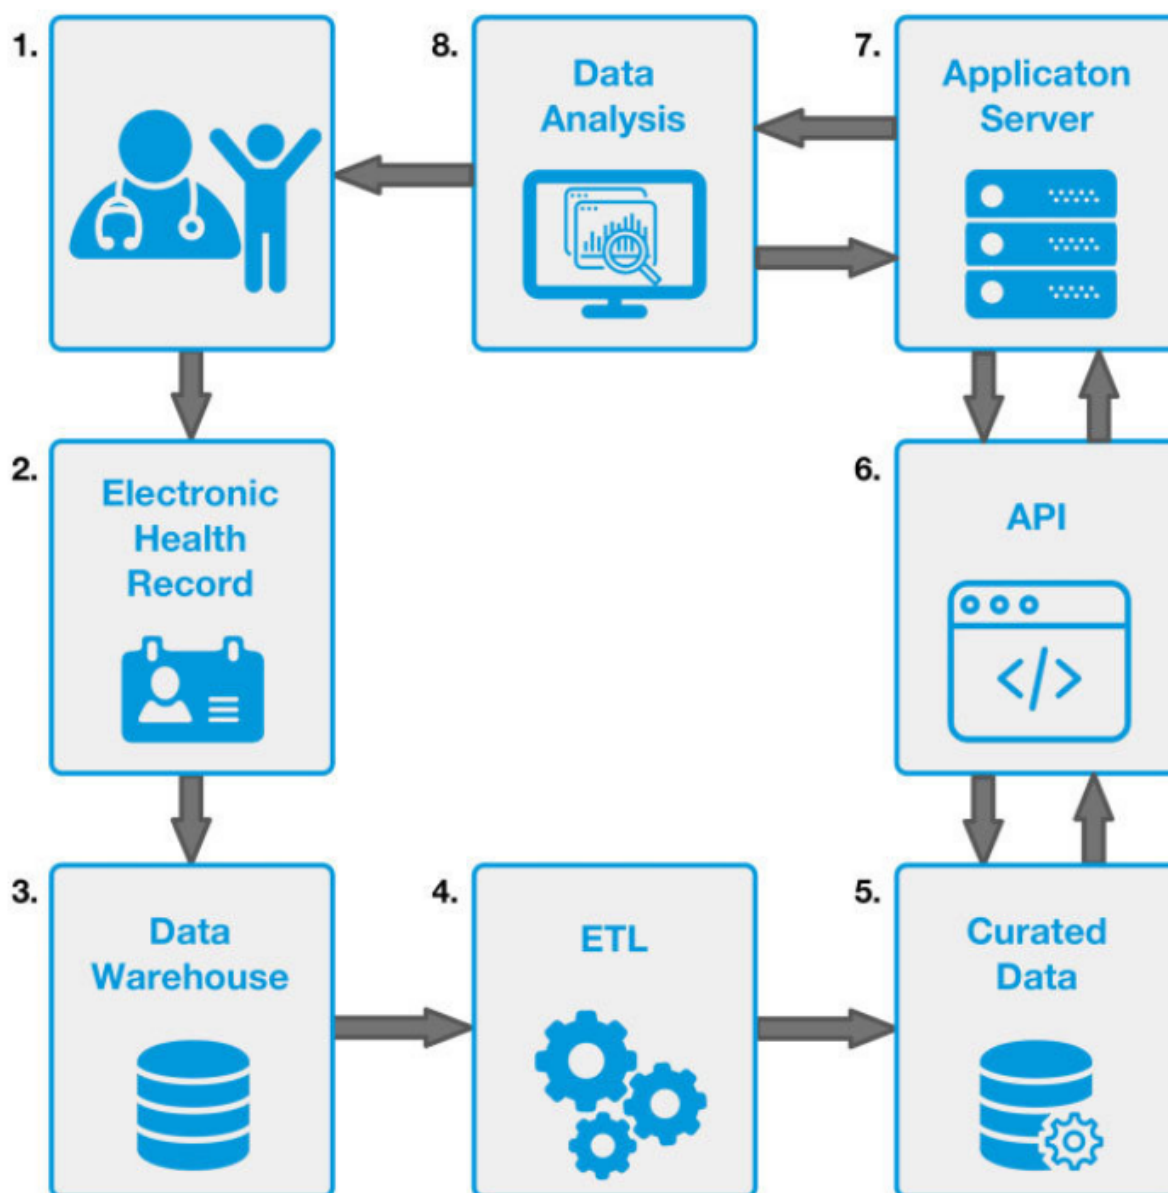 1.
8.
Data
Analysis
7.
Applicaton
Server
2.
Electronic
Health
Record
6.
API
</>
3.
Data
Warehouse
4.
ETL
5.
Curated
Data